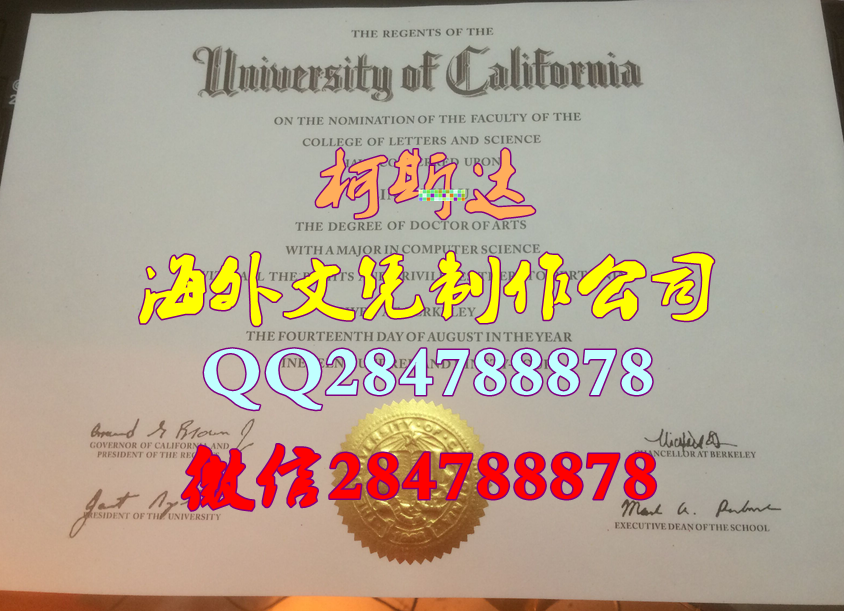 THE REGENTS OF THE
University of California
ON THE NOMINATION OF THE FACULTY OF THE
COLLEGE OF LETTERS AND SCIENCE
UPON
柯斯达
THE DEGREE OF DOCTOR OF ARTS
WITH A MAJOR IN COMPUTER SCIENCE
ALL THE
海外文凭制作公司
THE FOURTEENTH DAY OF AUGUST IN THE YEAR
QQ284788878
GOVERNOR OF CALIFORNIA AND
PRESIDENT OF THE
CHANCELLOR AT BERKELEY
微信284788878
PRESIDENT OF THE UNIVERSITY
EXECUTIVE DEAN OF THE SCHOOL